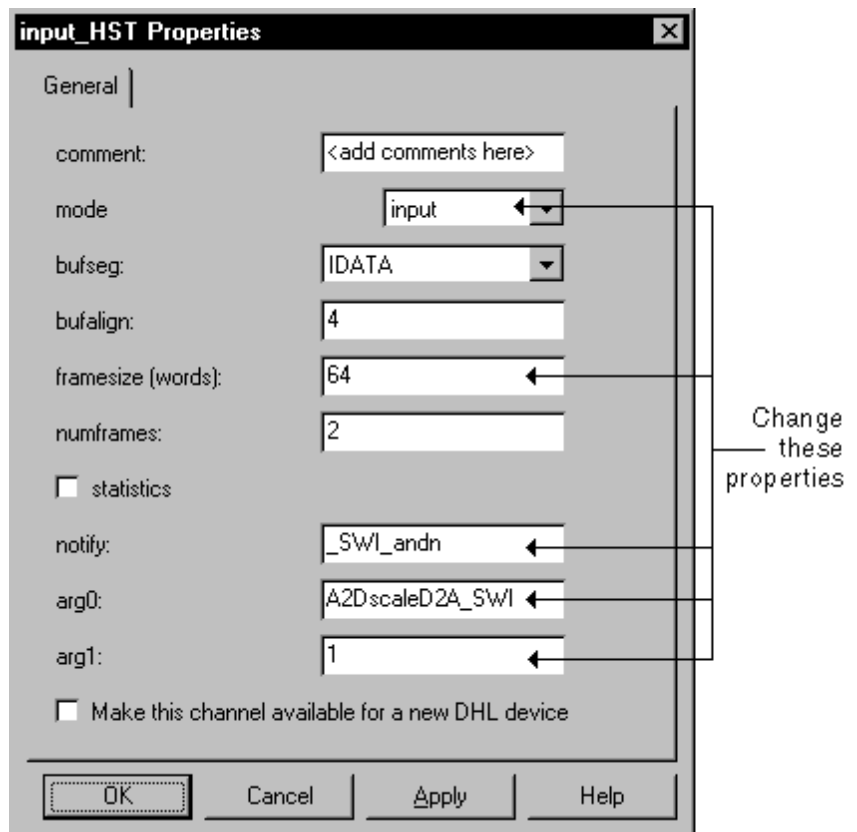 input_HST Properties
General
comment: <add comments here>
mode input
bufseg: IDATA
bufalign: 4
framesize (words): 64
numframes: 2
statistics
notify: _SWI_andn
arg0: A2DscaleD2A_SWI
arg1: 1
Make this channel available for a new DHL device
OK Cancel Apply Help
Change
these
properties